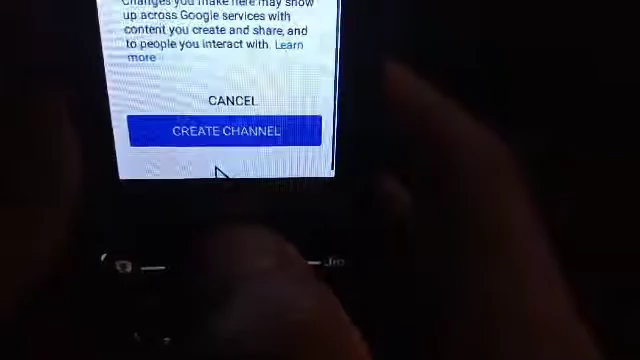 Changes you make here may show
up across Google services with
content you create and share, and
to people you interact with. Learn
more
CANCEL
CREATE CHANNEL
Jio